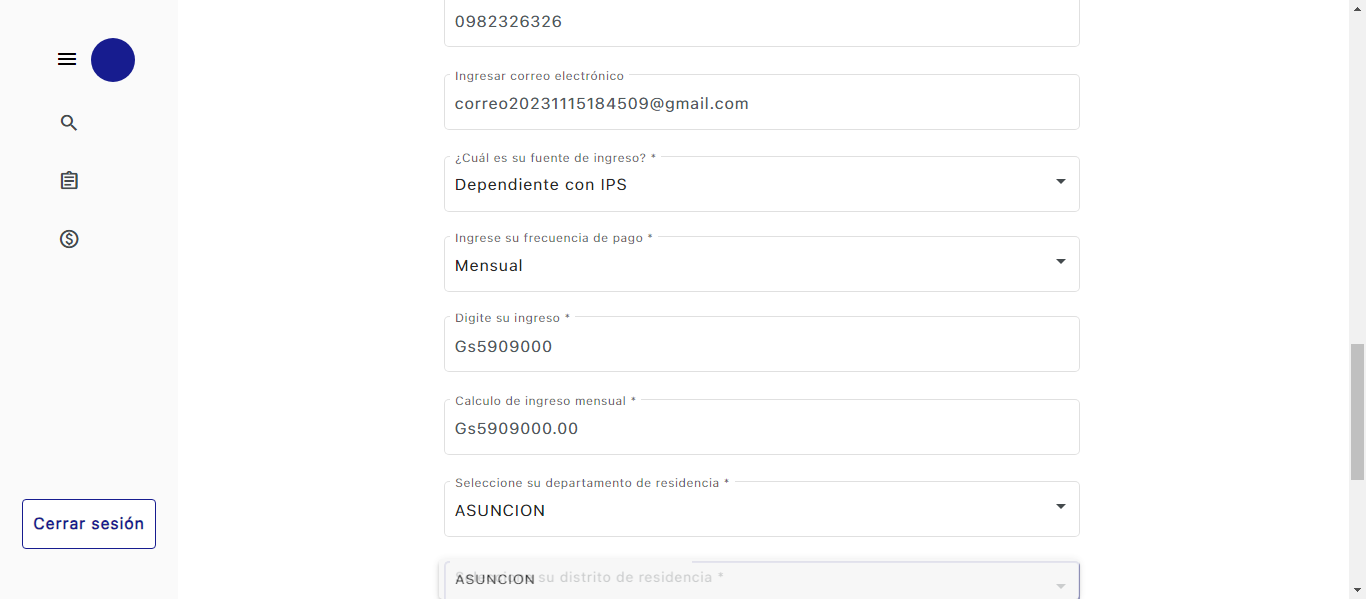 0982326326
Ingresar correo electrónico
correo20231115184509@gmail.com
¿Cuál es su fuente de ingreso? *
Dependiente con IPS
Ingrese su frecuencia de pago *
Mensual
Digite su ingreso *
Gs5909000
Calculo de ingreso mensual *
Gs5909000.00
Seleccione su departamento de residencia *
ASUNCION
Cerrar sesión
Seleccione su distrito de residencia *
ASUNCION